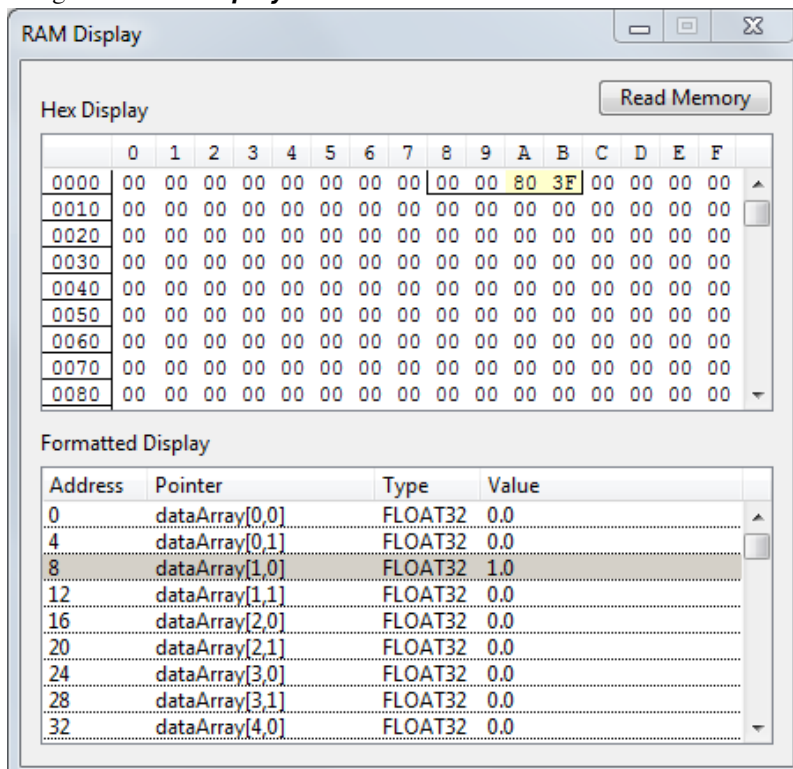 RAM Display
Read Memory
Hex Display
0 1 2 3 4 5 6 7 8 9 A B C D E F
0000 00 00 00 00 00 00 00 00 00 00 80 3F 00 00 00 00
0010 00 00 00 00 00 00 00 00 00 00 00 00 00 00 00 00
0020 00 00 00 00 00 00 00 00 00 00 00 00 00 00 00 00
0030 00 00 00 00 00 00 00 00 00 00 00 00 00 00 00 00
0040 00 00 00 00 00 00 00 00 00 00 00 00 00 00 00 00
0050 00 00 00 00 00 00 00 00 00 00 00 00 00 00 00 00
0060 00 00 00 00 00 00 00 00 00 00 00 00 00 00 00 00
0070 00 00 00 00 00 00 00 00 00 00 00 00 00 00 00 00
0080 00 00 00 00 00 00 00 00 00 00 00 00 00 00 00 00
Formatted Display
Address Pointer Type Value
0 dataArray[0,0] FLOAT32 0.0
4 dataArray[0,1] FLOAT32 0.0
8 dataArray[1,0] FLOAT32 1.0
12 dataArray[1,1] FLOAT32 0.0
16 dataArray[2,0] FLOAT32 0.0
20 dataArray[2,1] FLOAT32 0.0
24 dataArray[3,0] FLOAT32 0.0
28 dataArray[3,1] FLOAT32 0.0
32 dataArray[4,0] FLOAT32 0.0